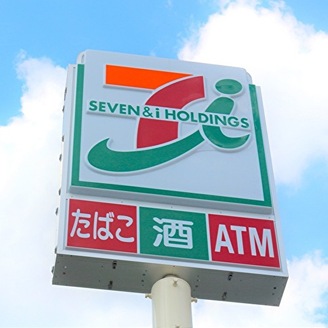 SEVEN & i HOLDINGS
たばこ 酒 ATM